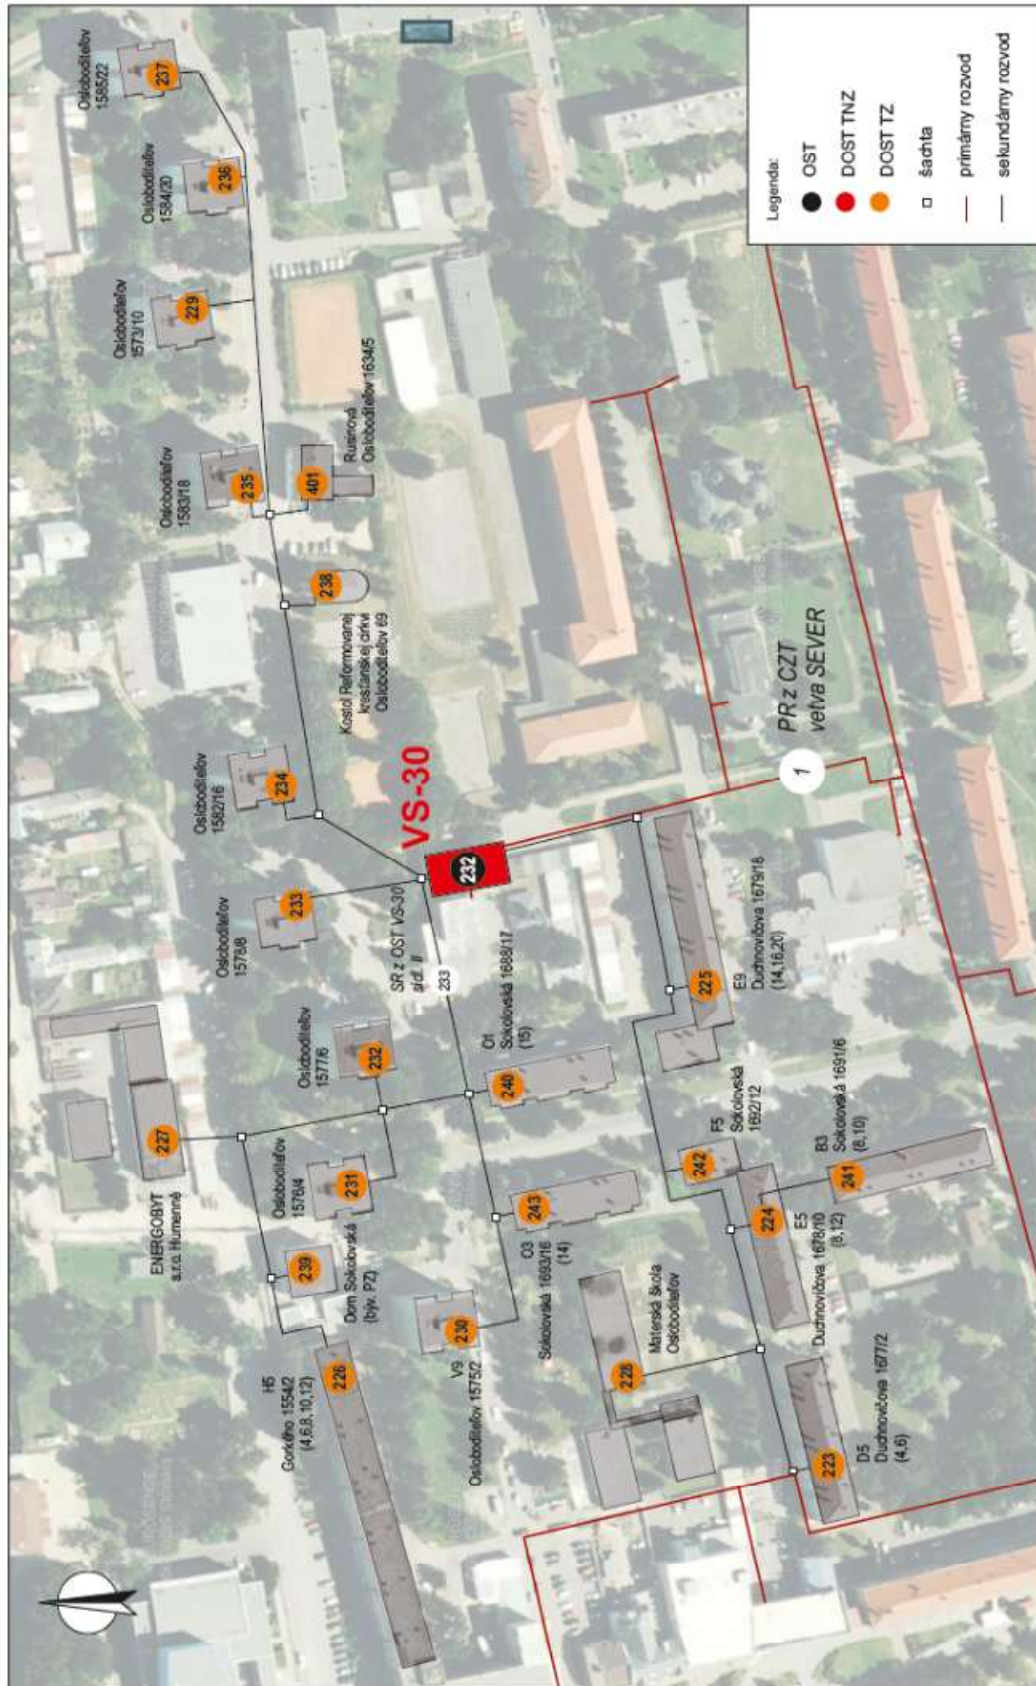 Osloboditeľov
1585/22
237
Osloboditeľov
1584/20
236
Osloboditeľov
1573/10
229
Osloboditeľov
1583/18
235
401
Rusínová
Osloboditeľov 1634/5
238
Kostol Reformovanej
kresťanskej cirkvi
Osloboditeľov 69
Osloboditeľov
1582/16
234
VS-30
232
Osloboditeľov
1578/8
233
SR z OST VS-30
233
Osloboditeľov
1577/6
232
O1
Sokolovská 1688/17
(15)
240
227
ENERGOBYT
s.r.o. Humenné
Osloboditeľov
1576/4
231
239
Dom Sokolovská
(býv. PZ)
243
O3
Sokolovská 1693/16
(14)
230
V9
Osloboditeľov 1575/2
H5
Gorkého 1554/2
(4,6,8,10,12)
226
225
E9
Duchnovičova 1679/18
(14,16,20)
F5
Sokolovská
1692/12
242
B3
Sokolovská 1691/6
(8,10)
241
224
E5
Duchnovičova 1678/10
(8,12)
Materská škola
Osloboditeľov
228
223
D5
Duchnovičova 1677/2
(4,6)
1
PR z CZT
vetva SEVER
Legenda:
OST
DOST TNZ
DOST TZ
šachta
primárny rozvod
sekundárny rozvod